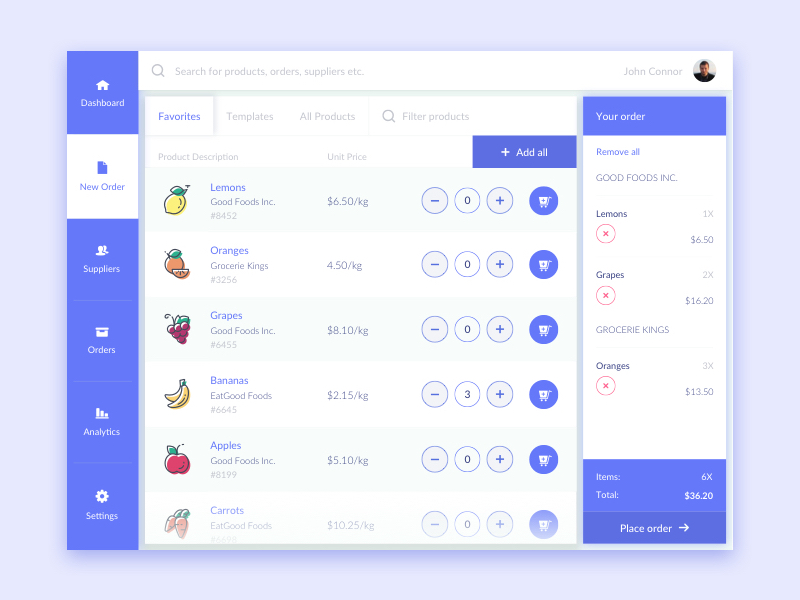 Dashboard
New Order
Suppliers
Orders
Analytics
Settings
Search for products, orders, suppliers etc.
John Connor
Favorites
Templates
All Products
Filter products
Product Description
Unit Price
+ Add all
Lemons
Good Foods Inc.
#8452
$6.50/kg
− 0 +
Oranges
Grocerie Kings
#3256
4.50/kg
− 0 +
Grapes
Good Foods Inc.
#6455
$8.10/kg
− 0 +
Bananas
EatGood Foods
#6645
$2.15/kg
− 3 +
Apples
Good Foods Inc.
#8199
$5.10/kg
− 0 +
Carrots
EatGood Foods
$10.25/kg
− 0 +
Your order
Remove all
GOOD FOODS INC.
Lemons 1X
$6.50
Grapes 2X
$16.20
GROCERIE KINGS
Oranges 3X
$13.50
Items: 6X
Total: $36.20
Place order →